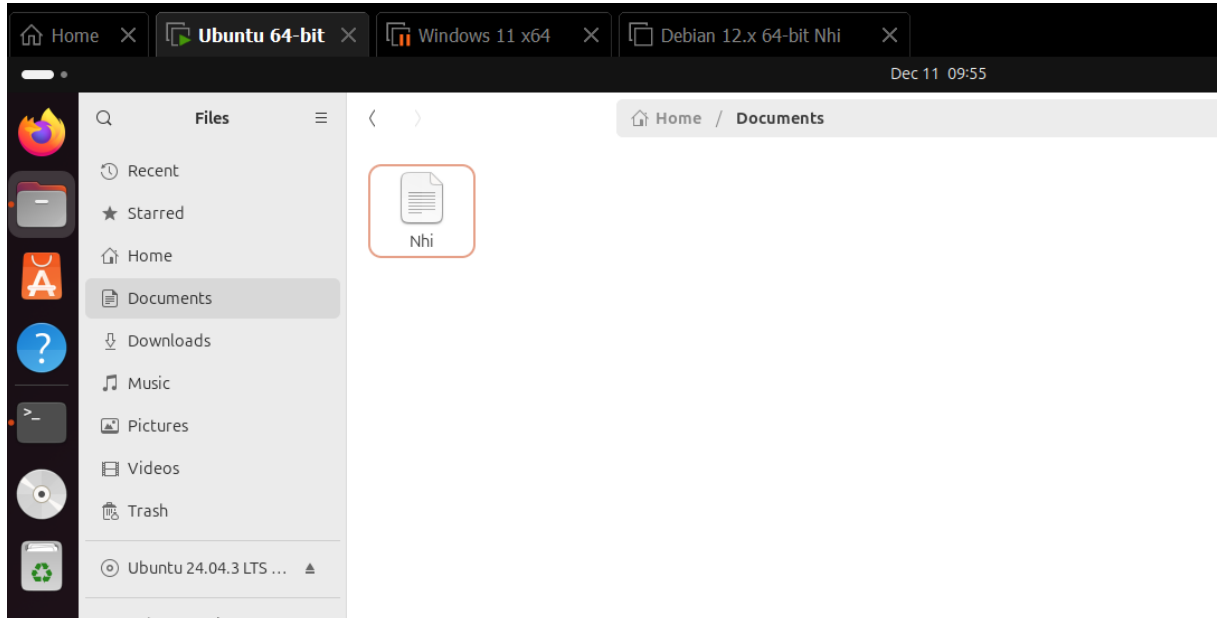 Home
Ubuntu 64-bit
Windows 11 x64
Debian 12.x 64-bit Nhi
Dec 11 09:55
Files
Home / Documents
Recent
Starred
Home
Documents
Downloads
Music
Pictures
Videos
Trash
Ubuntu 24.04.3 LTS ...
Nhi